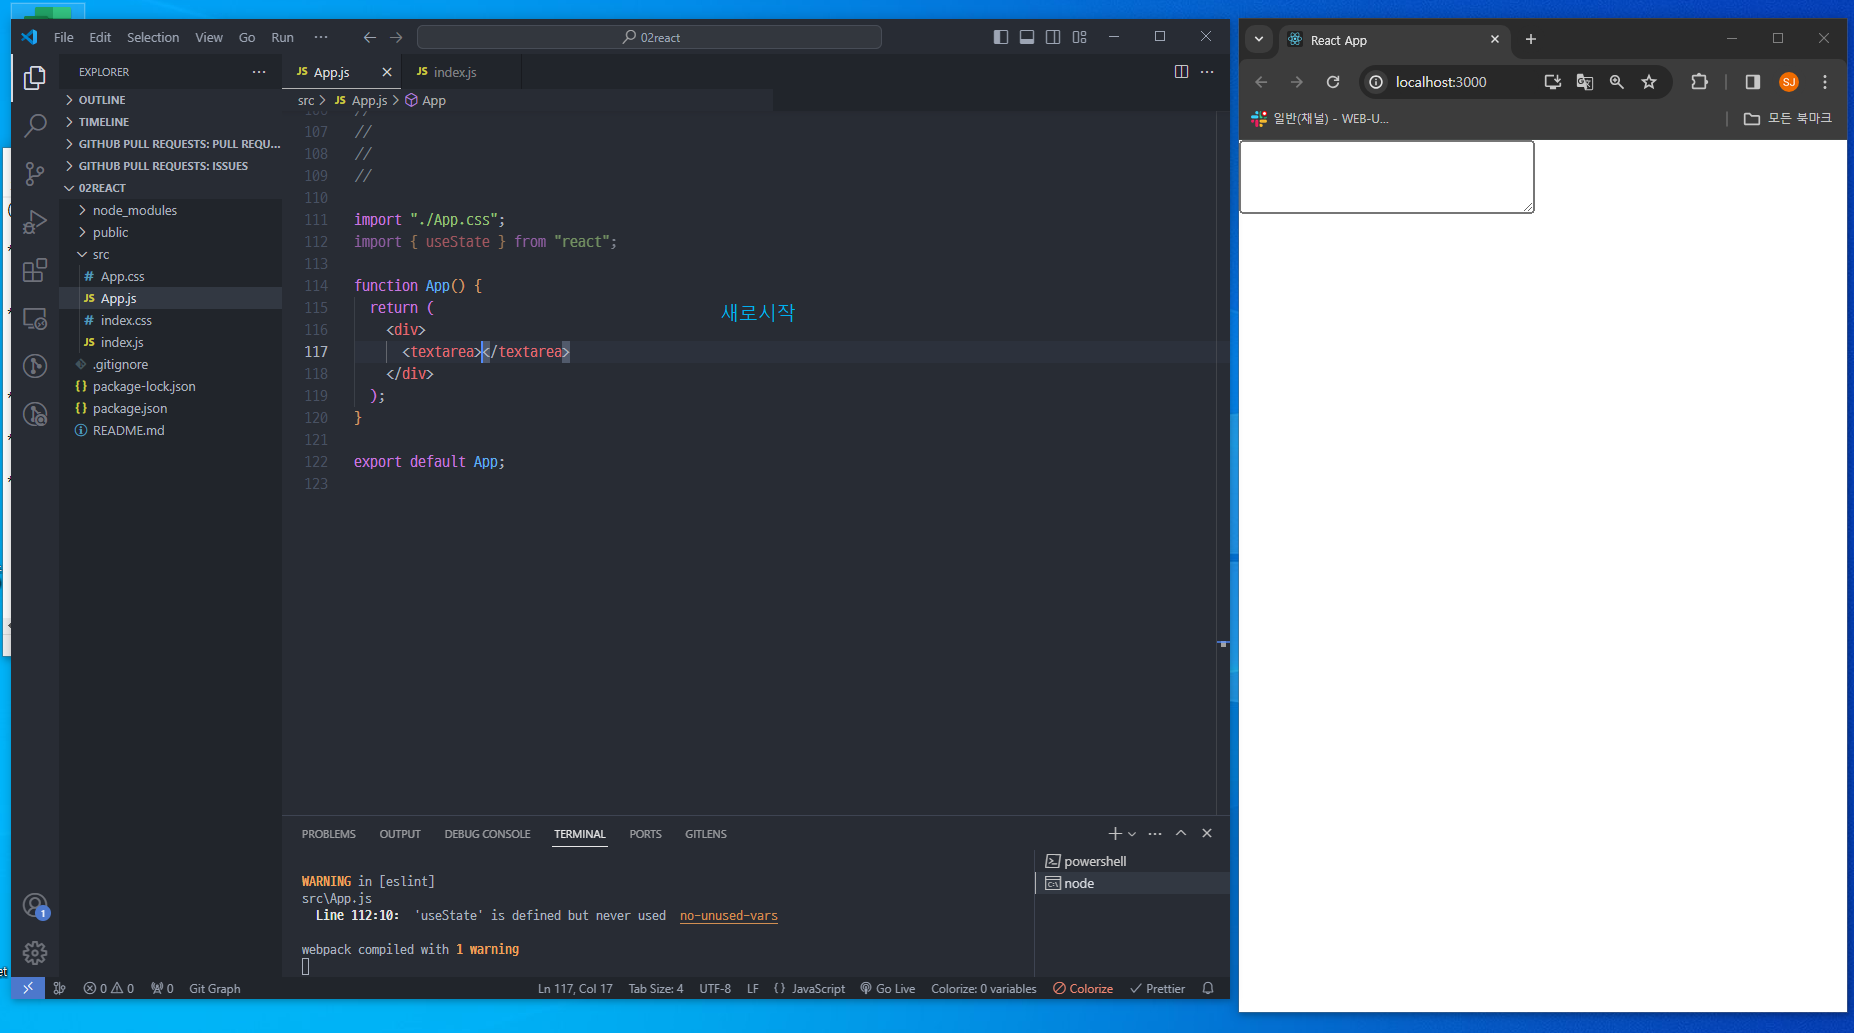 File Edit Selection View Go Run ··· 02react
EXPLORER ···
OUTLINE
TIMELINE
GITHUB PULL REQUESTS: PULL REQU...
GITHUB PULL REQUESTS: ISSUES
02REACT
node_modules
public
src
# App.css
JS App.js
# index.css
JS index.js
.gitignore
{} package-lock.json
{} package.json
README.md
1
JS App.js JS index.js ···
src > JS App.js > App
107 //
108 //
109 //
110
111 import "./App.css";
112 import { useState } from "react";
113
114 function App() {
115 return (
새로시작
116 <div>
117 <textarea></textarea>
118 </div>
119 );
120 }
121
122 export default App;
123
PROBLEMS OUTPUT DEBUG CONSOLE TERMINAL PORTS GITLENS
WARNING in [eslint]
src\App.js
Line 112:10: 'useState' is defined but never used no-unused-vars
webpack compiled with 1 warning
powershell
node
0 0 0 Git Graph Ln 117, Col 17 Tab Size: 4 UTF-8 LF {} JavaScript Go Live Colorize: 0 variables Colorize Prettier
React App
localhost:3000 SJ
일반(채널) - WEB-U... 모든 북마크